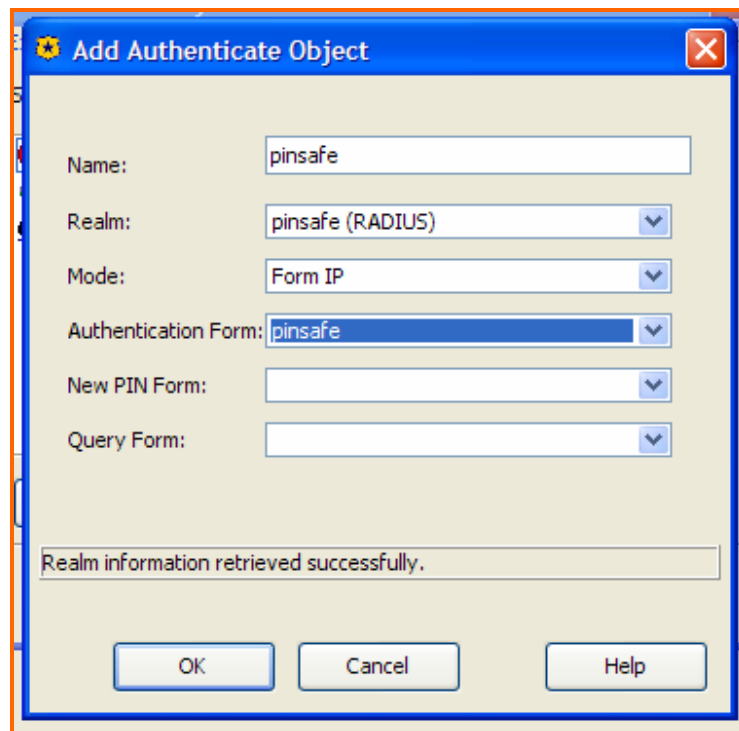 Add Authenticate Object
Name: pinsafe
Realm: pinsafe (RADIUS)
Mode: Form IP
Authentication Form: pinsafe
New PIN Form:
Query Form:
Realm information retrieved successfully.
OK Cancel Help